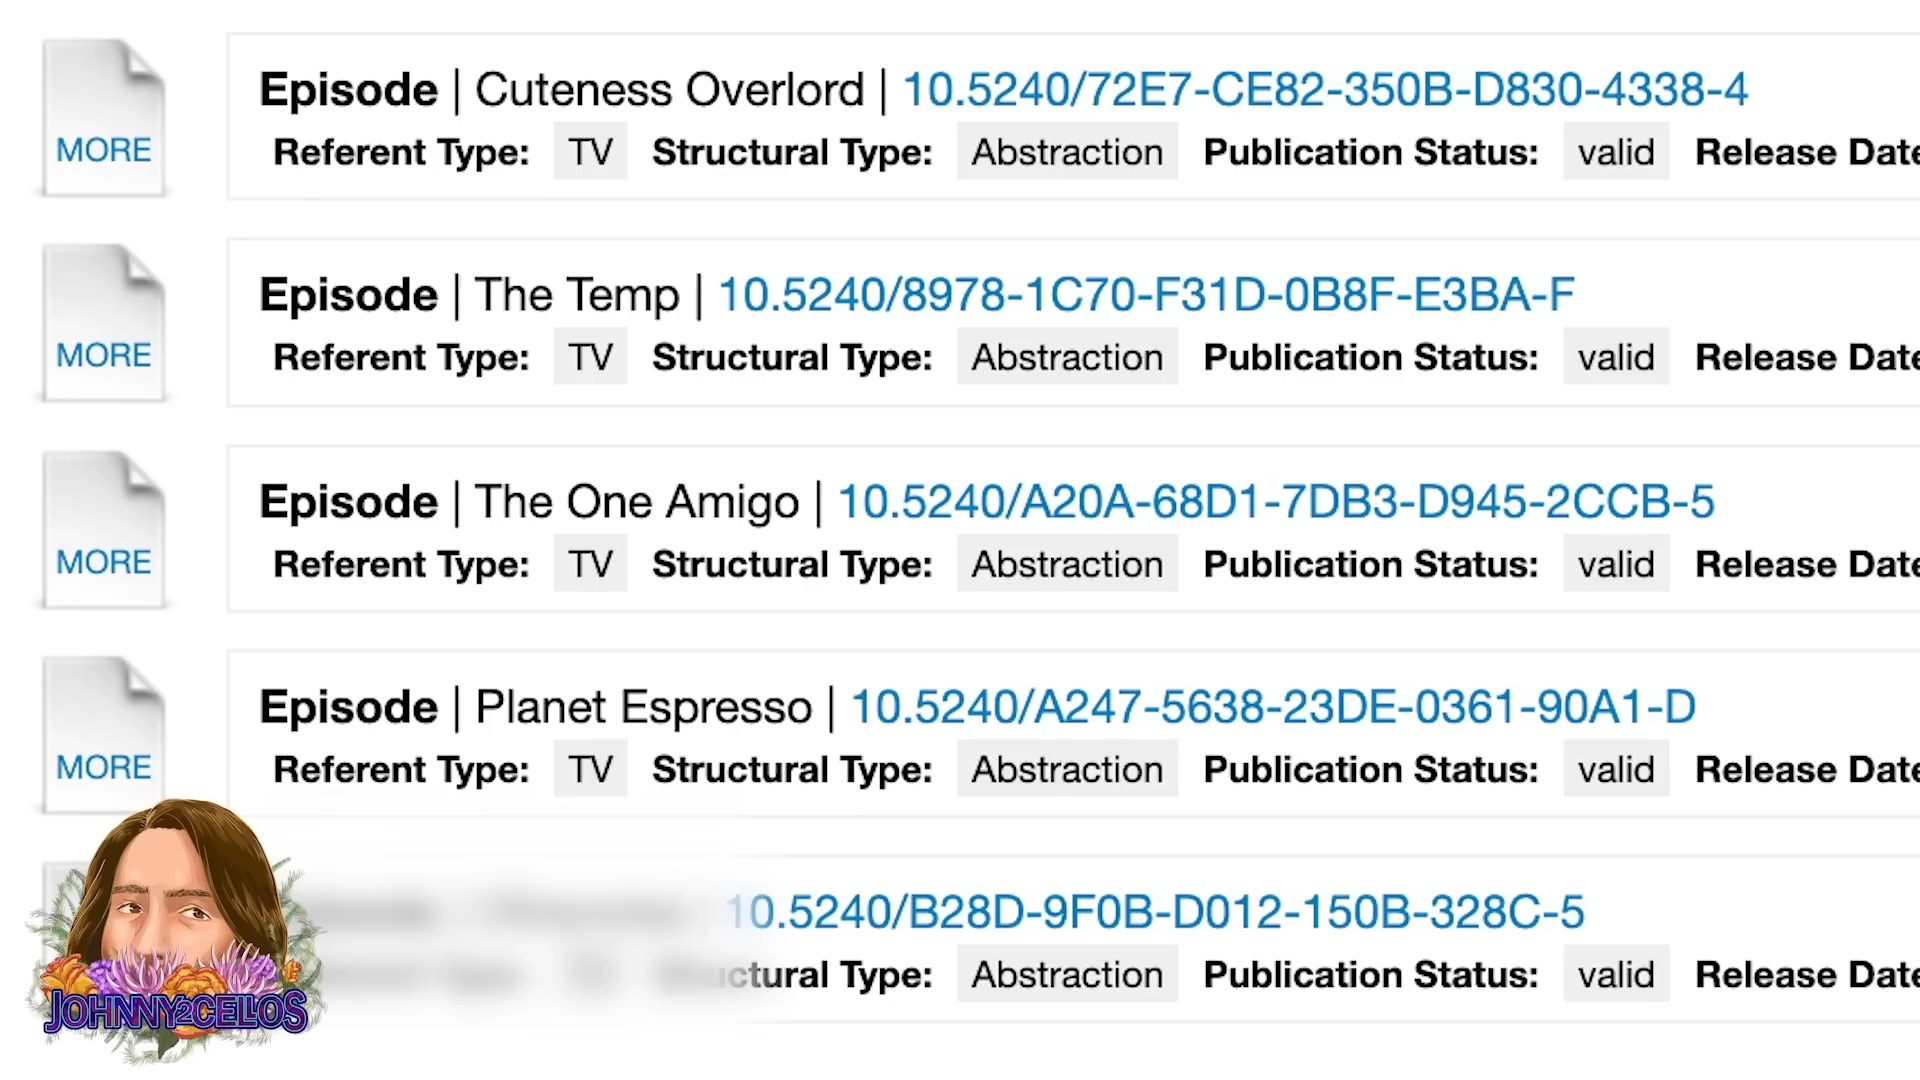 MORE
Episode | Cuteness Overlord | 10.5240/72E7-CE82-350B-D830-4338-4
Referent Type: TV Structural Type: Abstraction Publication Status: valid Release Date
MORE
Episode | The Temp | 10.5240/8978-1C70-F31D-0B8F-E3BA-F
Referent Type: TV Structural Type: Abstraction Publication Status: valid Release Date
MORE
Episode | The One Amigo | 10.5240/A20A-68D1-7DB3-D945-2CCB-5
Referent Type: TV Structural Type: Abstraction Publication Status: valid Release Date
MORE
Episode | Planet Espresso | 10.5240/A247-5638-23DE-0361-90A1-D
Referent Type: TV Structural Type: Abstraction Publication Status: valid Release Date
10.5240/B28D-9F0B-D012-150B-328C-5
Structural Type: Abstraction Publication Status: valid Release Date
JOHNNY2CELLOS